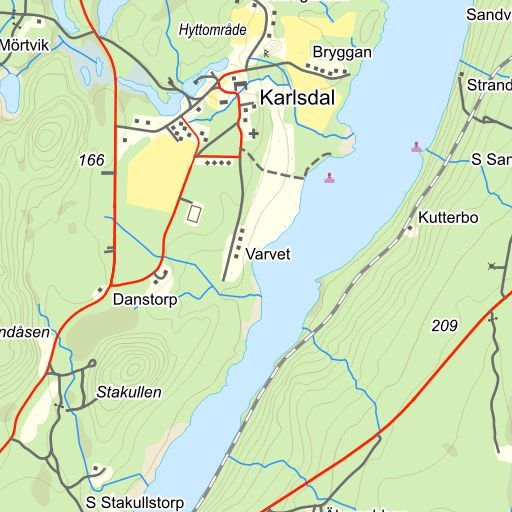 Sandv
Hyttområde
Mörtvik
Bryggan
Strand
Karlsdal
166
S San
Kutterbo
Varvet
Danstorp
209
ndåsen
Stakullen
S Stakullstorp